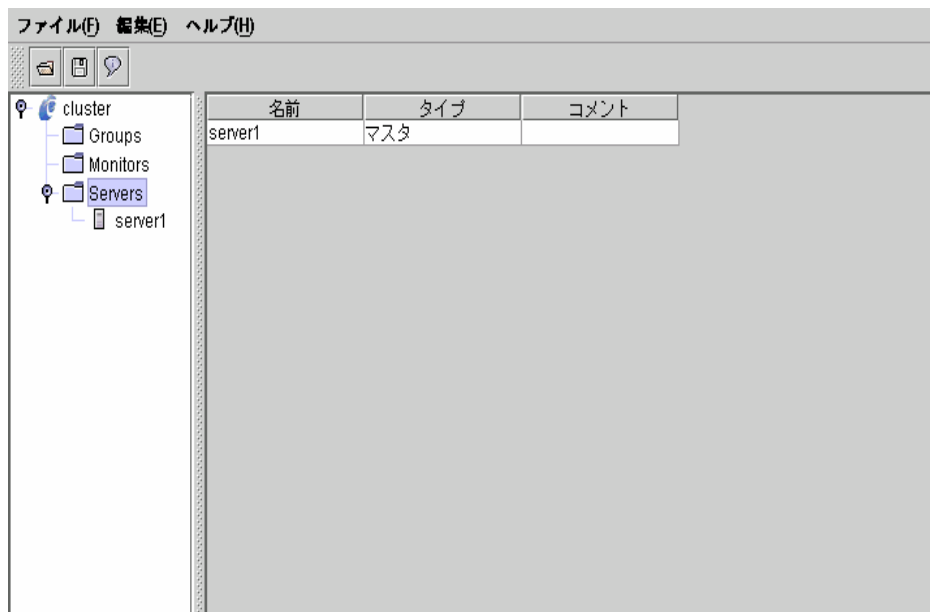 ファイル(F) 編集(E) ヘルプ(H)
cluster
Groups
Monitors
Servers
server1
名前 タイプ コメント
server1 マスタ